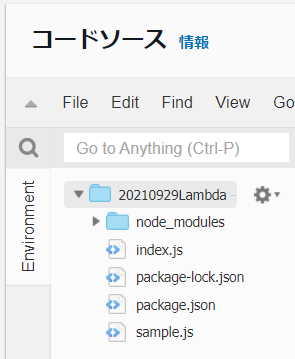 コードソース 情報
File Edit Find View Go
Go to Anything (Ctrl-P)
Environment
20210929Lambda -
node_modules
index.js
package-lock.json
package.json
sample.js